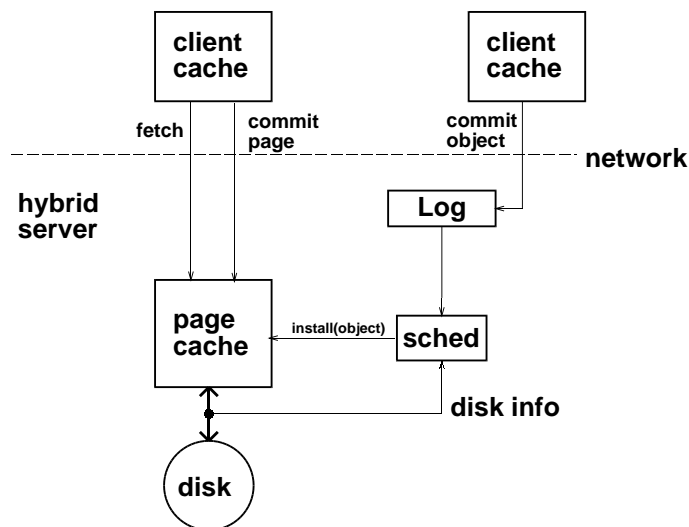 client
cache
client
cache
fetch
commit
page
commit
object
network
hybrid
server
Log
page
cache
install(object)
sched
disk info
disk